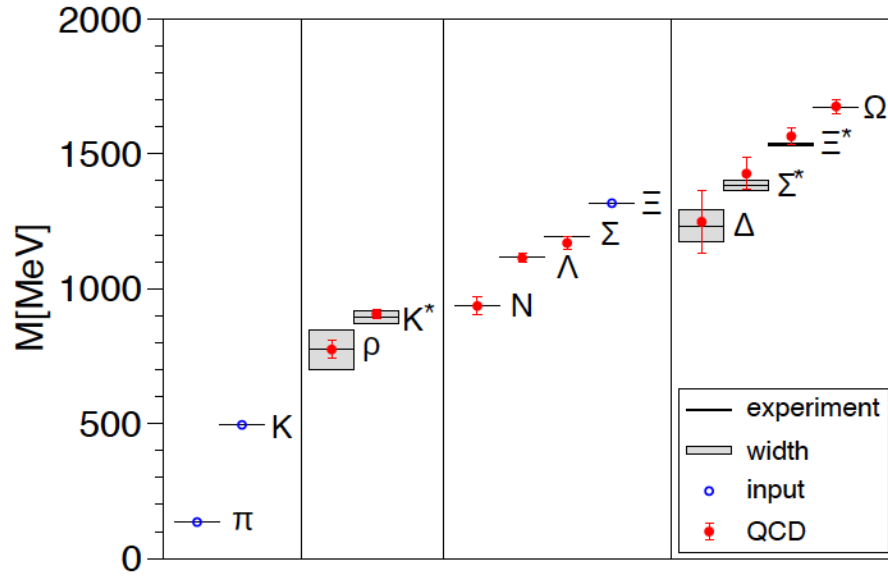 M[MeV]
2000
1500
1000
500
0
π
K
ρ
K*
N
Λ
Σ
Ξ
Δ
Σ*
Ξ*
Ω
experiment
width
input
QCD